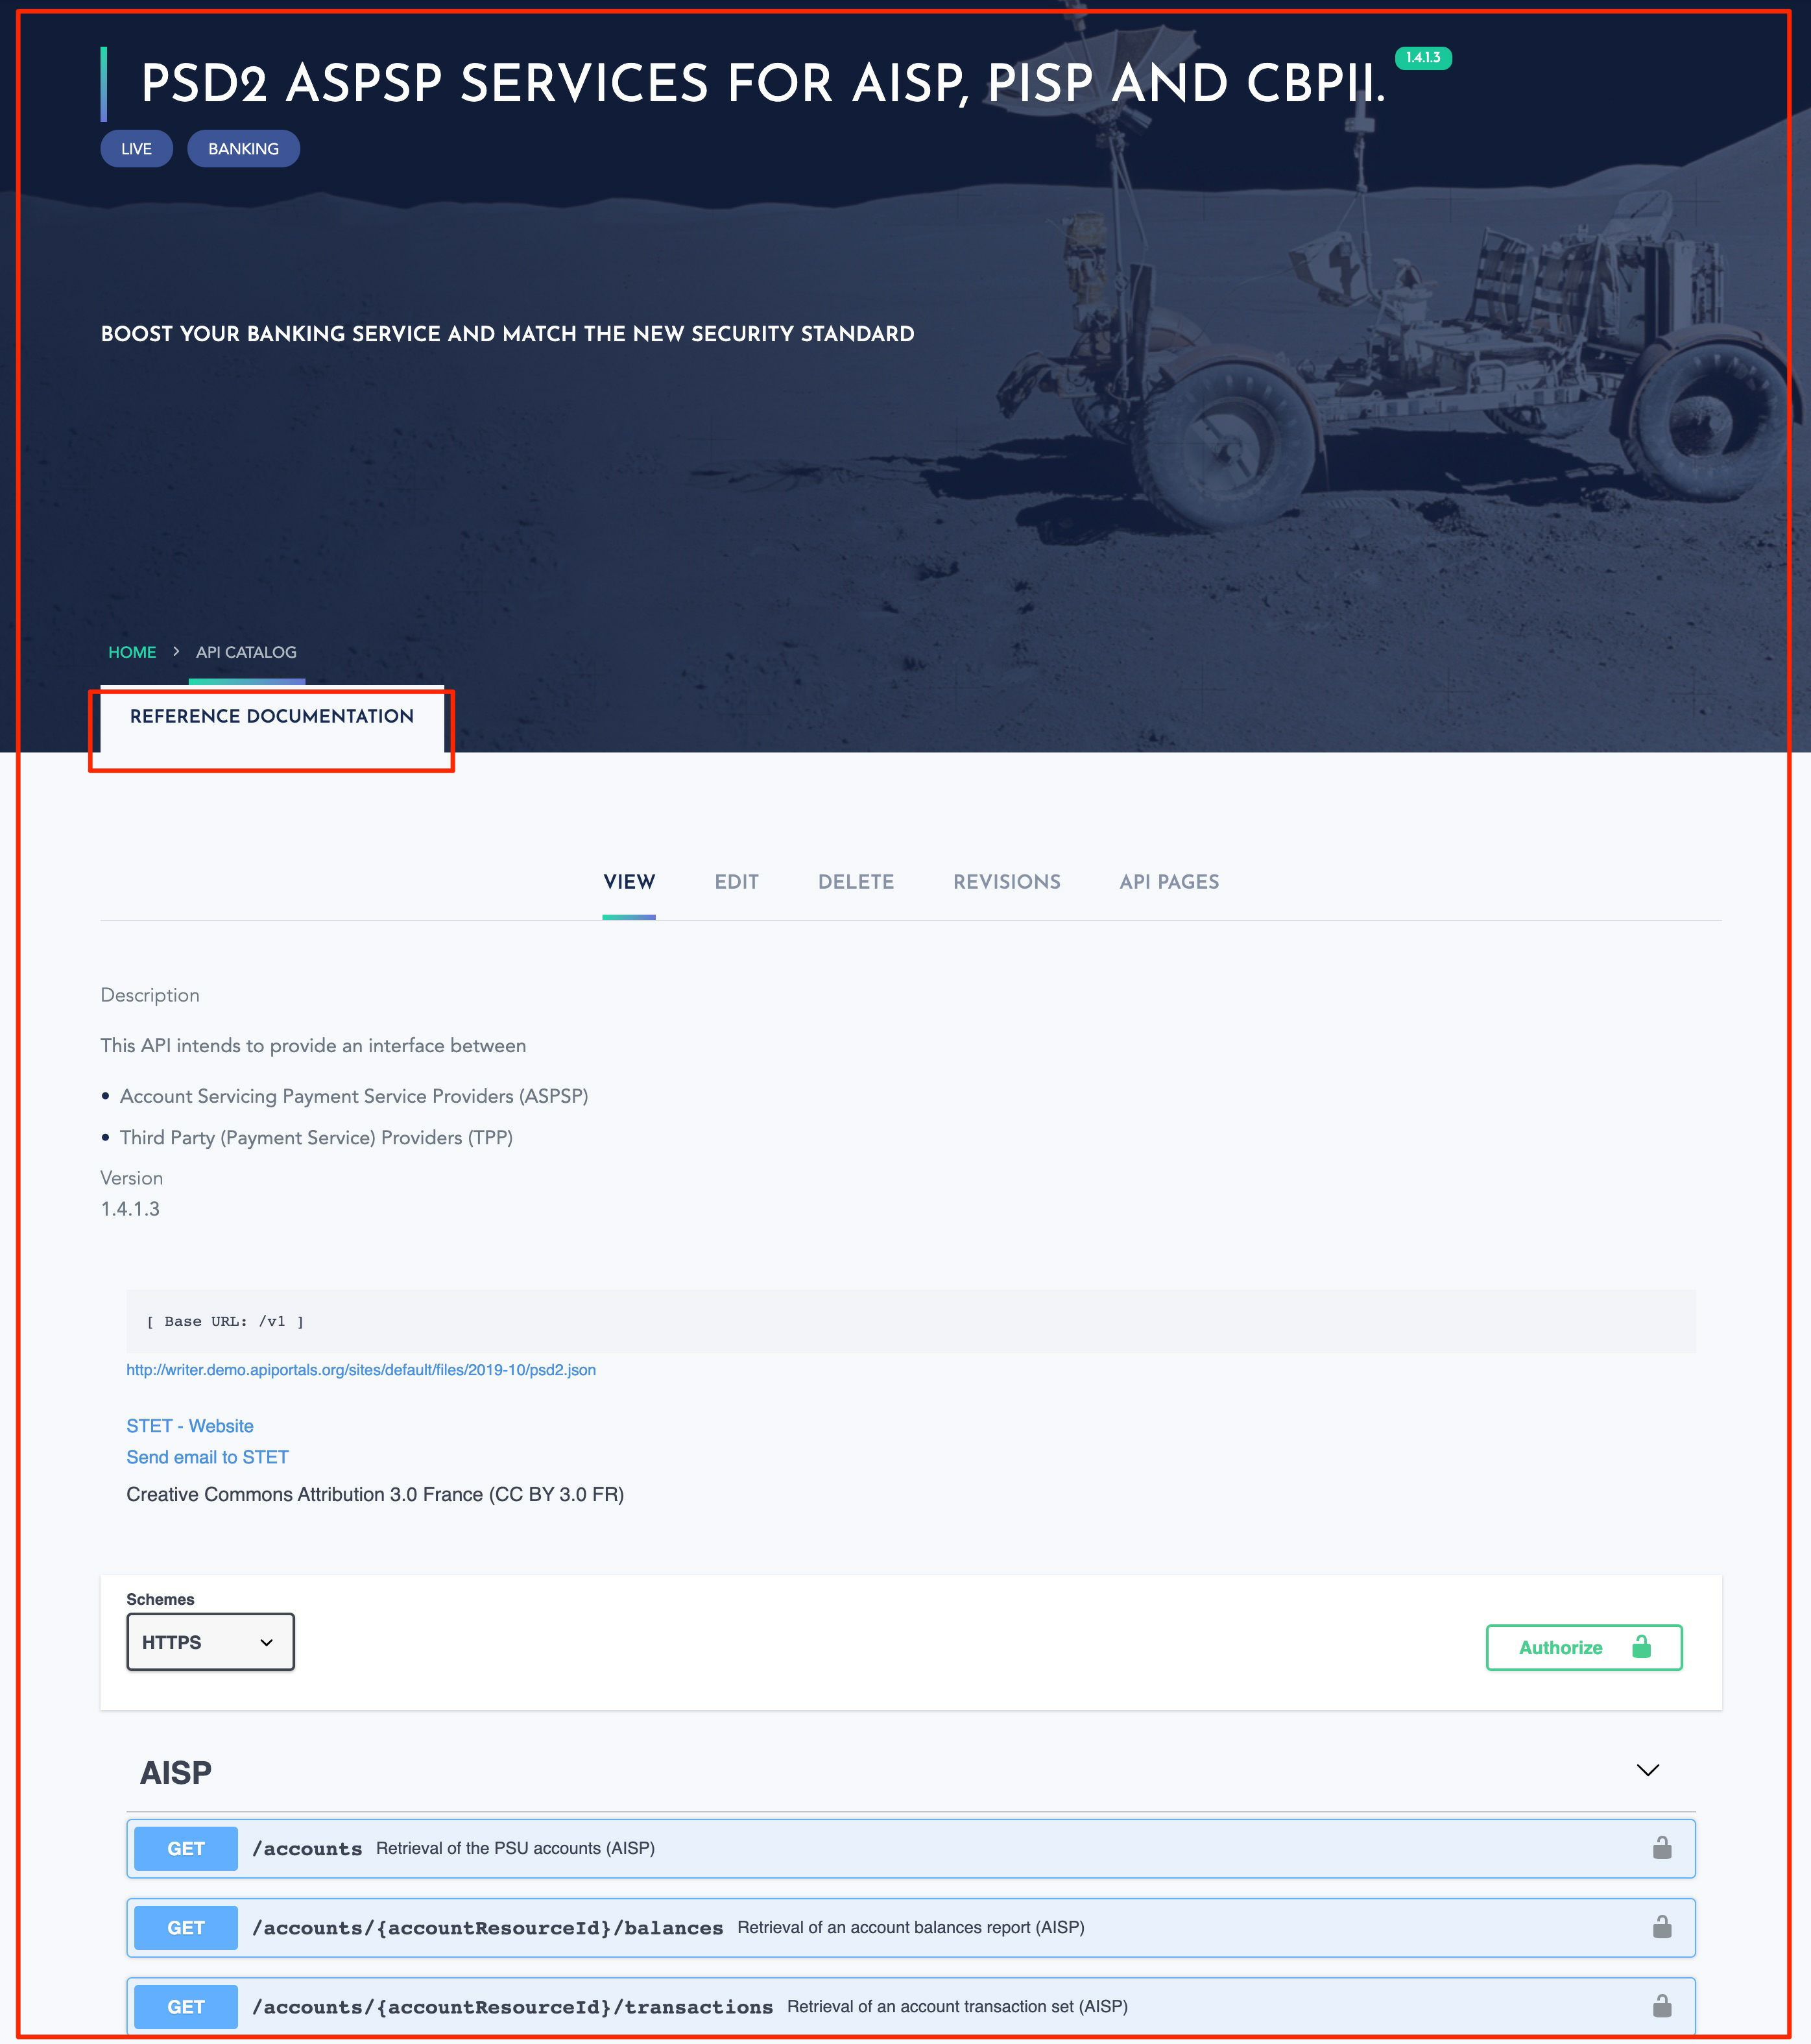 PSD2 ASPSP SERVICES FOR AISP, PISP AND CBPII. 1.4.1.3
LIVE BANKING
BOOST YOUR BANKING SERVICE AND MATCH THE NEW SECURITY STANDARD
HOME > API CATALOG
REFERENCE DOCUMENTATION
VIEW EDIT DELETE REVISIONS API PAGES
Description
This API intends to provide an interface between
• Account Servicing Payment Service Providers (ASPSP)
• Third Party (Payment Service) Providers (TPP)
Version
1.4.1.3
[ Base URL: /v1 ]
http://writer.demo.apiportals.org/sites/default/files/2019-10/psd2.json
STET - Website
Send email to STET
Creative Commons Attribution 3.0 France (CC BY 3.0 FR)
Schemes
HTTPS
Authorize
AISP
GET /accounts Retrieval of the PSU accounts (AISP)
GET /accounts/{accountResourceId}/balances Retrieval of an account balances report (AISP)
GET /accounts/{accountResourceId}/transactions Retrieval of an account transaction set (AISP)